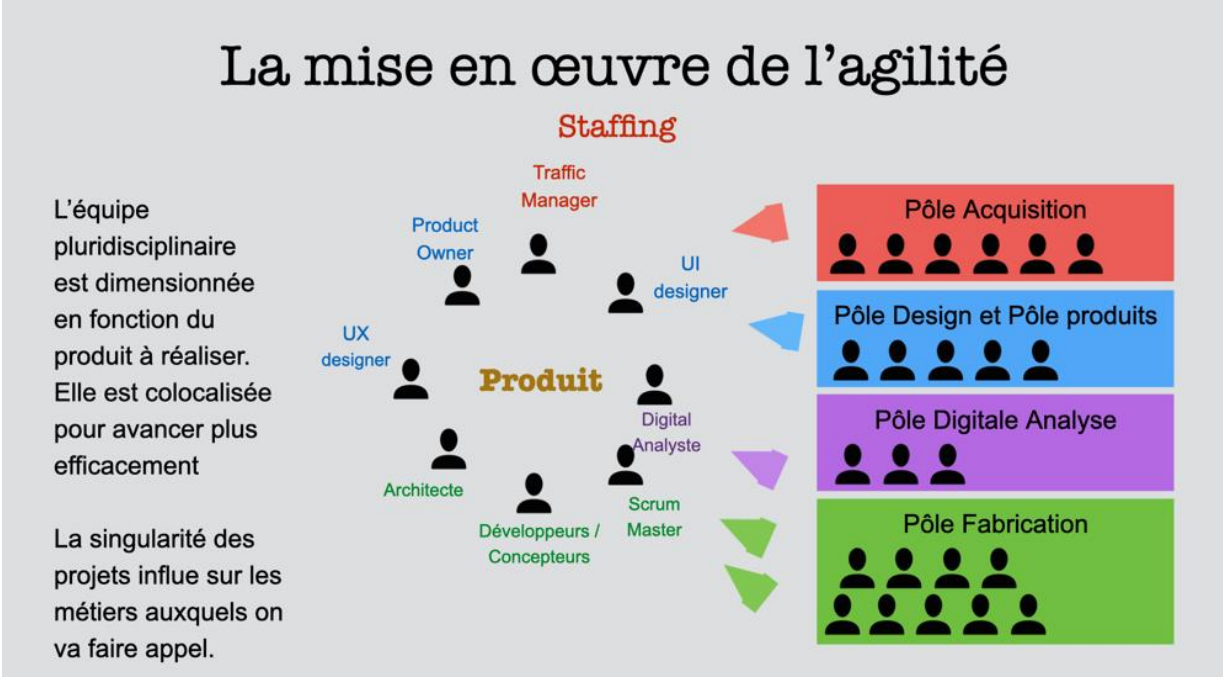 La mise en œuvre de l'agilité
Staffing
L'équipe
pluridisciplinaire
est dimensionnée
en fonction du
produit à réaliser.
Elle est colocalisée
pour avancer plus
efficacement
La singularité des
projets influe sur les
métiers auxquels on
va faire appel.
Traffic
Manager
Product
Owner
UI
designer
UX
designer
Produit
Digital
Analyste
Architecte
Développeurs /
Concepteurs
Scrum
Master
Pôle Acquisition
Pôle Design et Pôle produits
Pôle Digitale Analyse
Pôle Fabrication